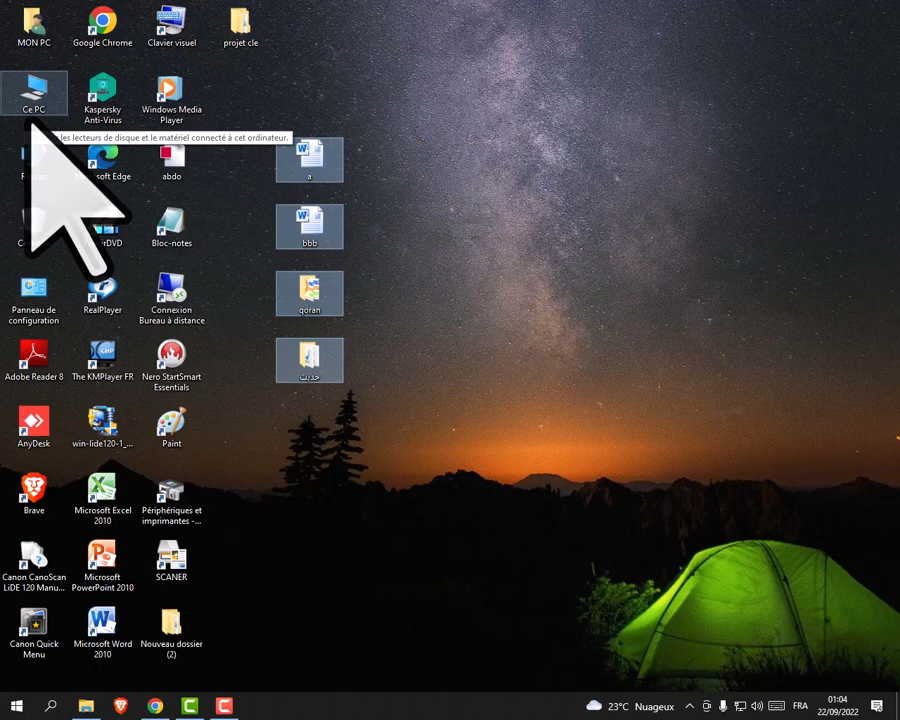 MON PC
Google Chrome
Clavier visuel
projet cle
Ce PC
Kaspersky
Anti-Virus
Windows Media
Player
les lecteurs de disque et le matériel connecté à cet ordinateur.
Edge
abdo
a
Bloc-notes
bbb
Panneau de
configuration
RealPlayer
Connexion
Bureau à distance
qoran
Adobe Reader 8
The KMPlayer FR
Nero StartSmart
Essentials
حديث
AnyDesk
win-lide120-1_...
Paint
Brave
Microsoft Excel
2010
Périphériques et
imprimantes -...
Canon CanoScan
LiDE 120 Manu...
Microsoft
PowerPoint 2010
SCANER
Canon Quick
Menu
Microsoft Word
2010
Nouveau dossier
(2)
23°C Nuageux
FRA
01:04
22/09/2022